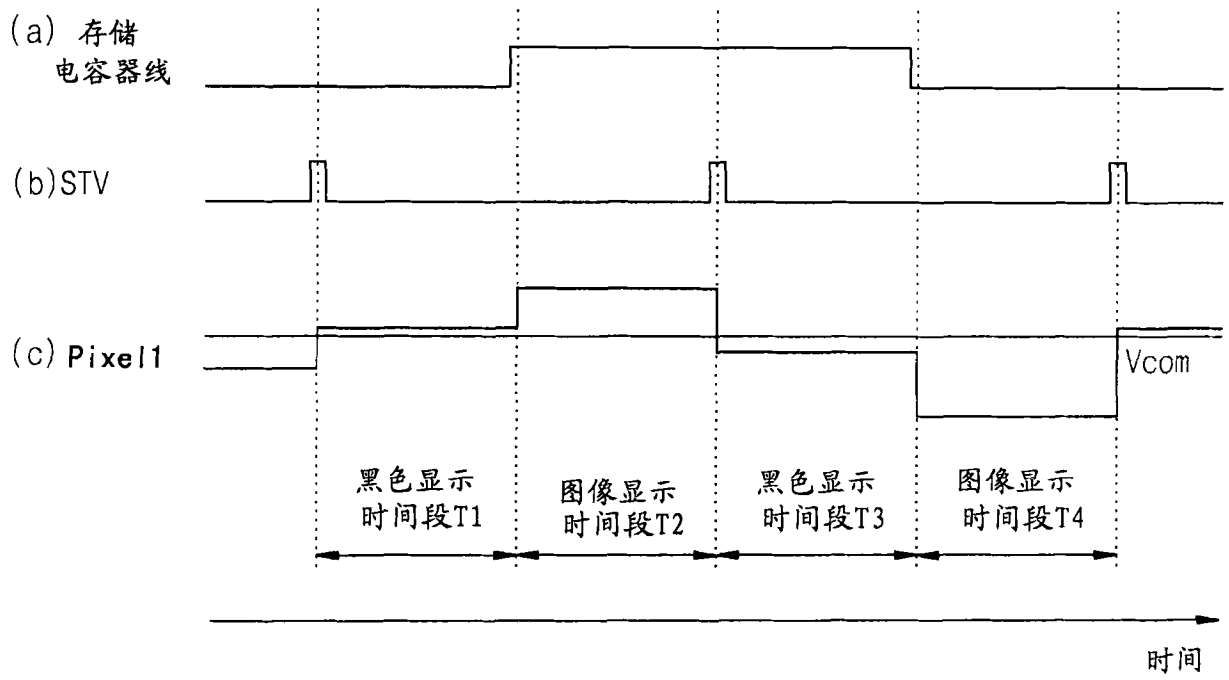 (a) 存储
电容器线
(b)STV
(c) Pixel1
Vcom
黑色显示
时间段T1
图像显示
时间段T2
黑色显示
时间段T3
图像显示
时间段T4
时间